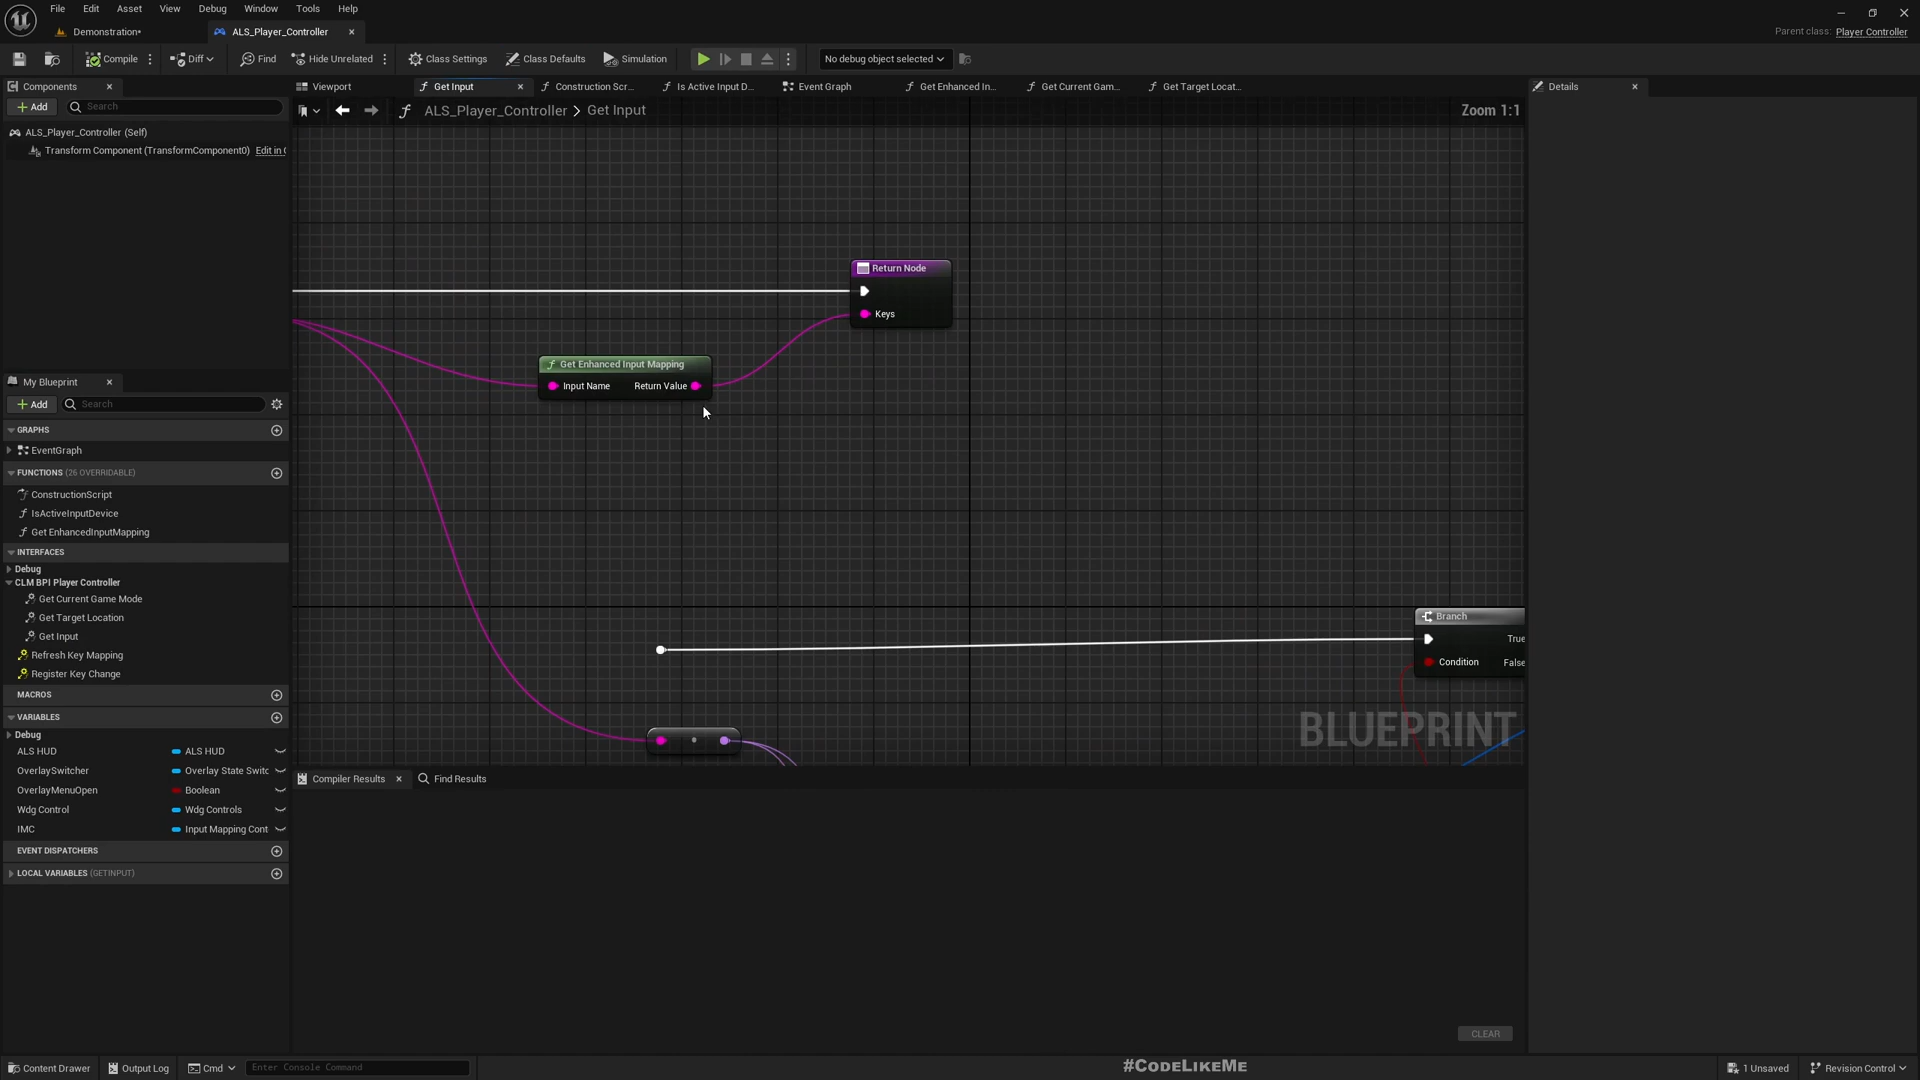 File Edit Asset View Debug Window Tools Help
Demonstration*
ALS_Player_Controller
Parent class: Player Controller
Compile
Diff
Find
Hide Unrelated
Class Settings
Class Defaults
Simulation
No debug object selected
Components
Add
Search
ALS_Player_Controller (Self)
Transform Component (TransformComponent0) Edit in C
My Blueprint
Add
Search
GRAPHS
EventGraph
FUNCTIONS (26 OVERRIDABLE)
ConstructionScript
IsActiveInputDevice
Get EnhancedInputMapping
INTERFACES
Debug
CLM BPI Player Controller
Get Current Game Mode
Get Target Location
Get Input
Refresh Key Mapping
Register Key Change
MACROS
VARIABLES
Debug
ALS HUD ALS HUD
OverlaySwitcher Overlay State Switc
OverlayMenuOpen Boolean
Wdg Control Wdg Controls
IMC Input Mapping Cont
EVENT DISPATCHERS
LOCAL VARIABLES (GETINPUT)
Viewport
Get Input
Construction Scr...
Is Active Input D...
Event Graph
Get Enhanced In...
Get Current Gam...
Get Target Locat...
ALS_Player_Controller > Get Input
Zoom 1:1
Return Node
Keys
Get Enhanced Input Mapping
Input Name Return Value
Branch
True
Condition False
BLUEPRINT
Compiler Results
Find Results
CLEAR
Details
Content Drawer
Output Log
Cmd
Enter Console Command
#CodeLikeMe
1 Unsaved
Revision Control